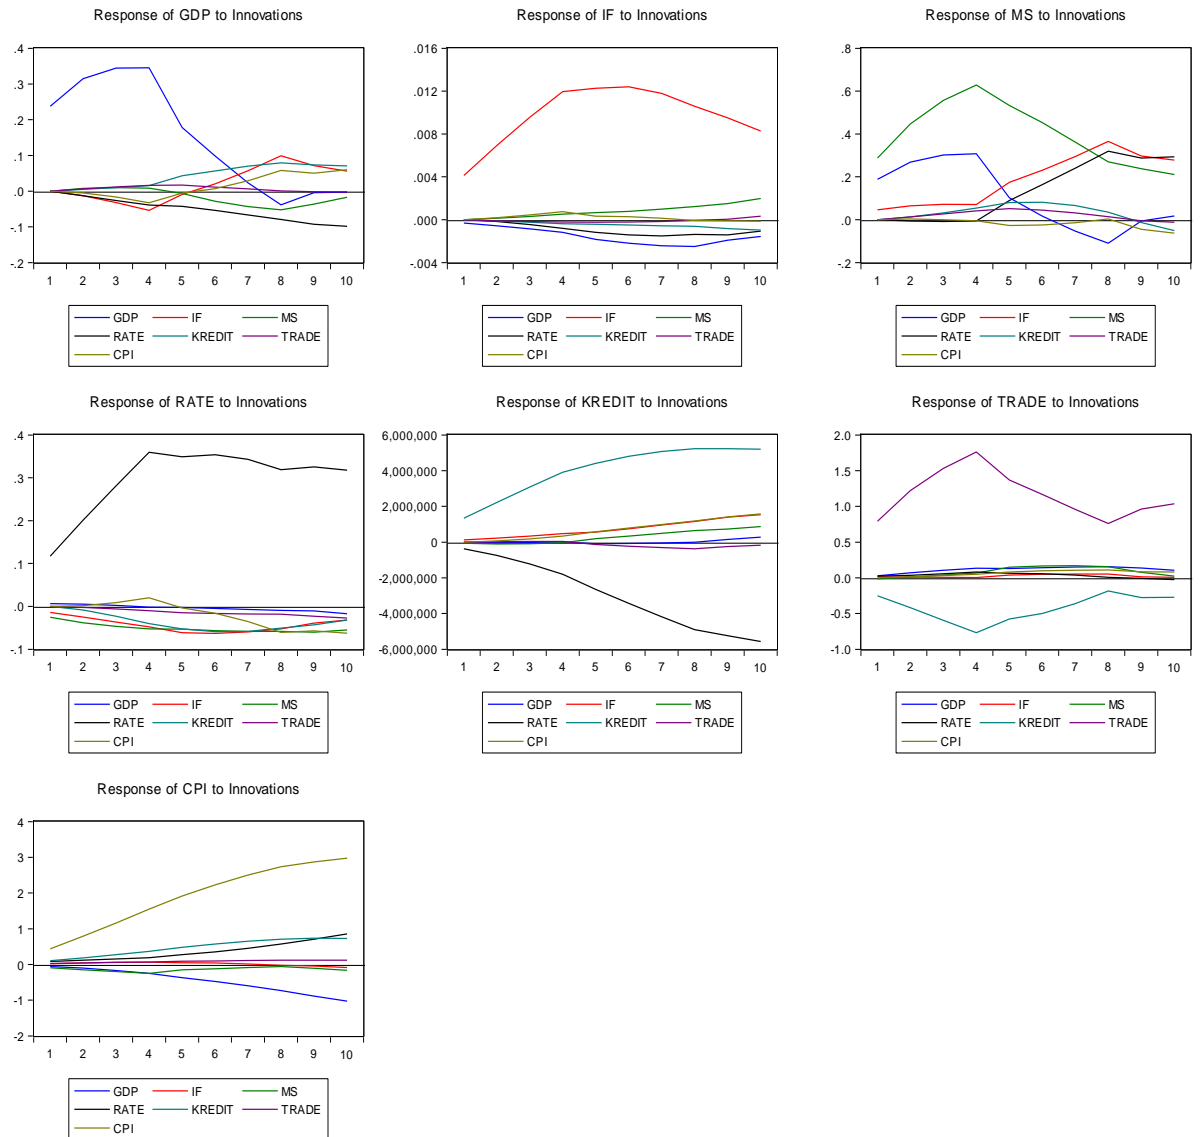 Response of GDP to Innovations
.4
.3
.2
.1
.0
-.1
-.2
1 2 3 4 5 6 7 8 9 10
GDP IF MS
RATE KREDIT TRADE
CPI
Response of IF to Innovations
.016
.012
.008
.004
.000
-.004
1 2 3 4 5 6 7 8 9 10
GDP IF MS
RATE KREDIT TRADE
CPI
Response of MS to Innovations
.8
.6
.4
.2
.0
-.2
1 2 3 4 5 6 7 8 9 10
GDP IF MS
RATE KREDIT TRADE
CPI
Response of RATE to Innovations
.4
.3
.2
.1
.0
-.1
1 2 3 4 5 6 7 8 9 10
GDP IF MS
RATE KREDIT TRADE
CPI
Response of KREDIT to Innovations
6,000,000
4,000,000
2,000,000
0
-2,000,000
-4,000,000
-6,000,000
1 2 3 4 5 6 7 8 9 10
GDP IF MS
RATE KREDIT TRADE
CPI
Response of TRADE to Innovations
2.0
1.5
1.0
0.5
0.0
-0.5
-1.0
1 2 3 4 5 6 7 8 9 10
GDP IF MS
RATE KREDIT TRADE
CPI
Response of CPI to Innovations
4
3
2
1
0
-1
-2
1 2 3 4 5 6 7 8 9 10
GDP IF MS
RATE KREDIT TRADE
CPI